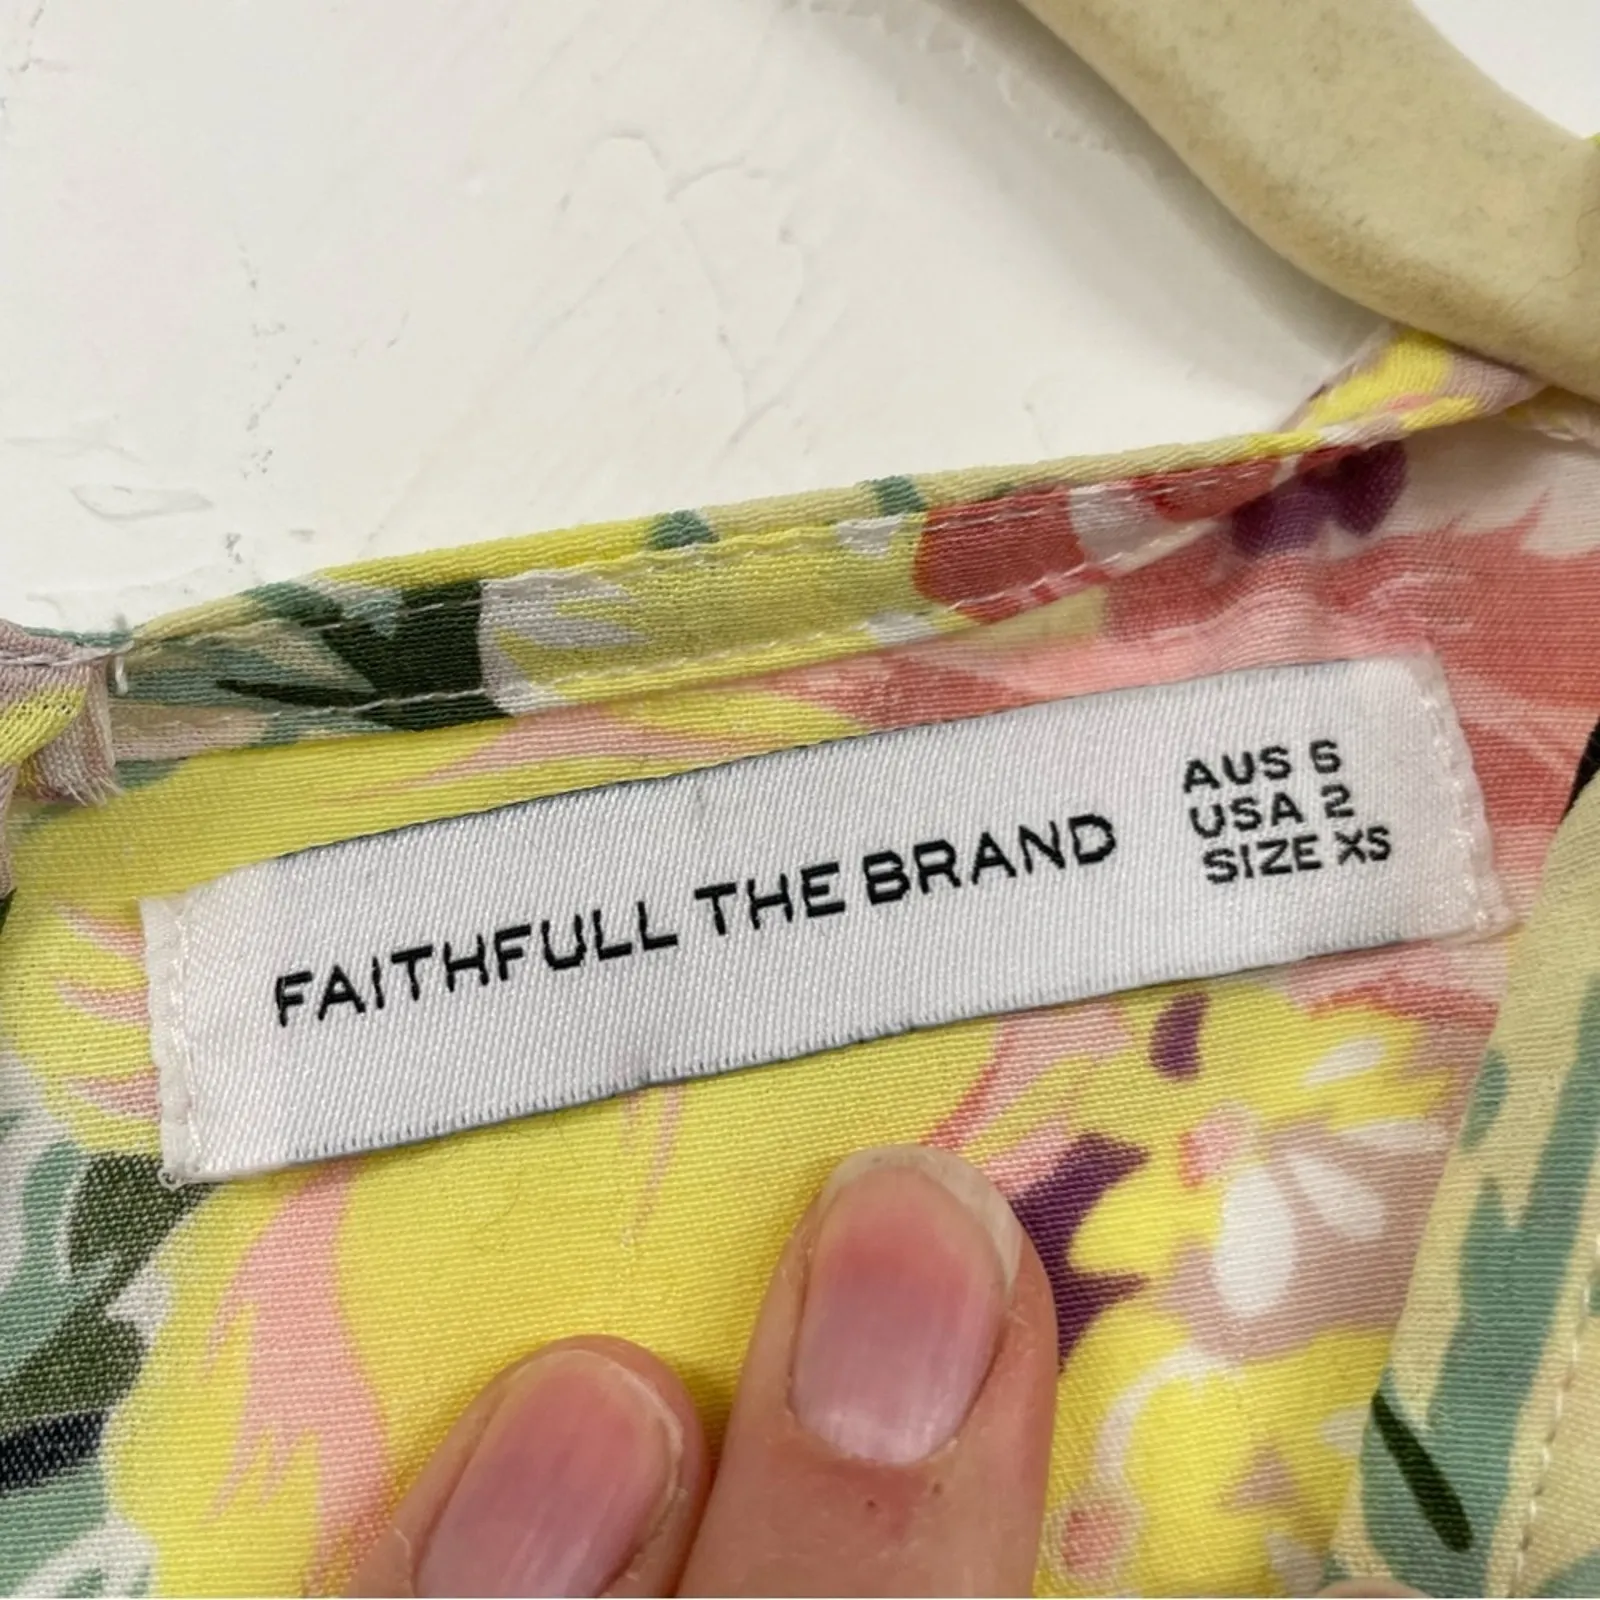 FAITHFULL THE BRAND
AUS 6
USA 2
SIZE XS